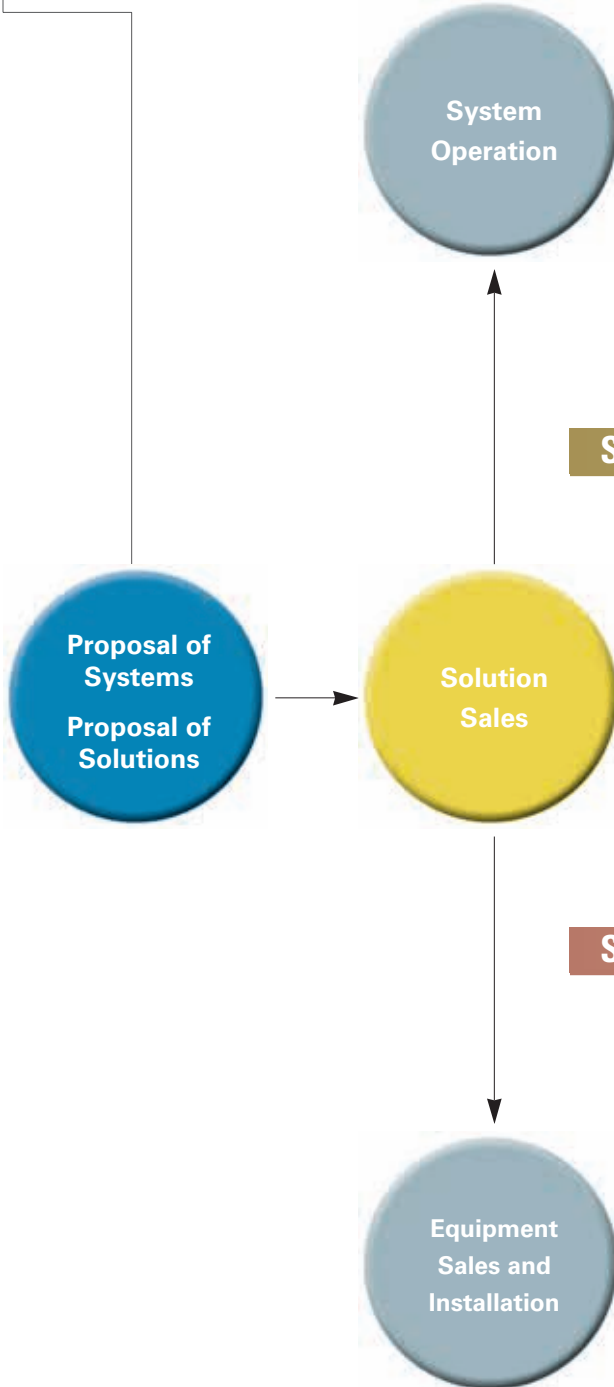 System
Operation
S
Proposal of
Systems
Proposal of
Solutions
Solution
Sales
S
Equipment
Sales and
Installation